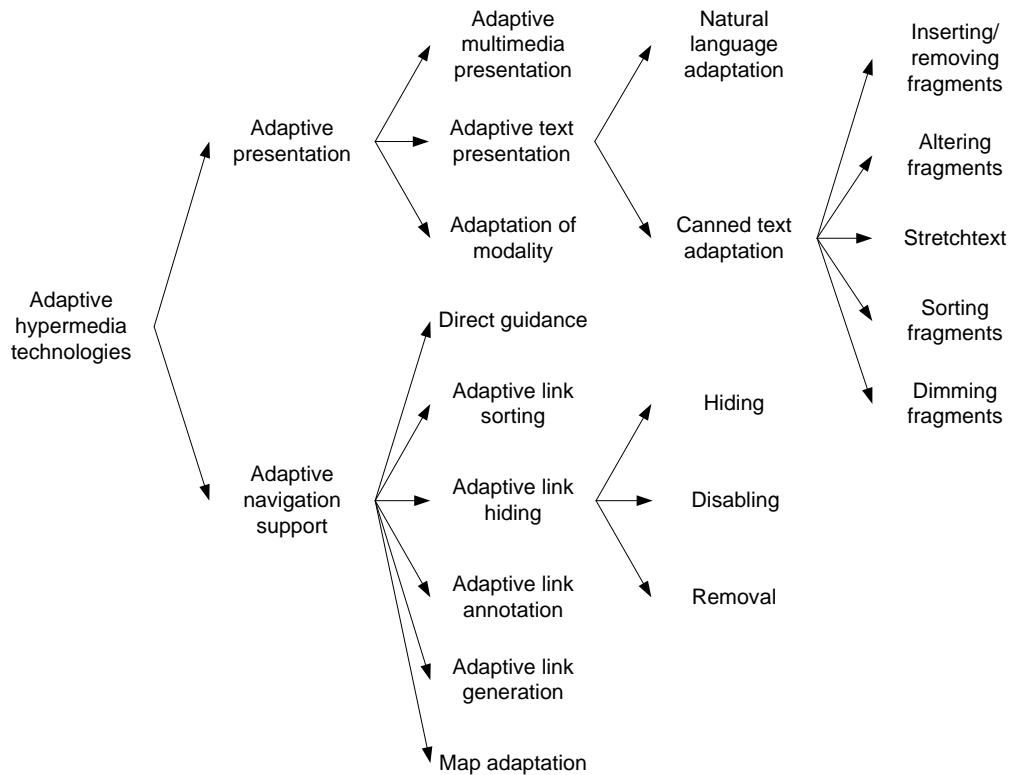 Adaptive
hypermedia
technologies
Adaptive
presentation
Adaptive
navigation
support
Adaptive
multimedia
presentation
Adaptive text
presentation
Adaptation of
modality
Direct guidance
Adaptive link
sorting
Adaptive link
hiding
Adaptive link
annotation
Adaptive link
generation
Map adaptation
Natural
language
adaptation
Canned text
adaptation
Hiding
Disabling
Removal
Inserting/
removing
fragments
Altering
fragments
Stretchtext
Sorting
fragments
Dimming
fragments